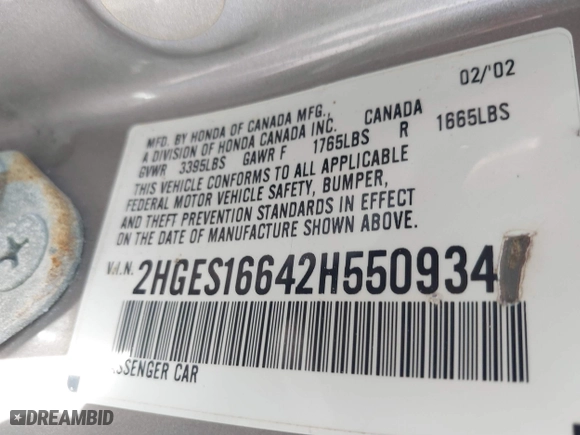 02/'02
MFD. BY HONDA OF CANADA MFG., CANADA
A DIVISION OF HONDA CANADA INC.
GVWR 3395LBS GAWR F 1765LBS R 1665LBS
THIS VEHICLE CONFORMS TO ALL APPLICABLE
FEDERAL MOTOR VEHICLE SAFETY, BUMPER,
AND THEFT PREVENTION STANDARDS IN EFFECT
ON THE DATE OF MANUFACTURE SHOWN ABOVE.
V.I.N. 2HGES16642H550934
SSENGER CAR
DREAMBID